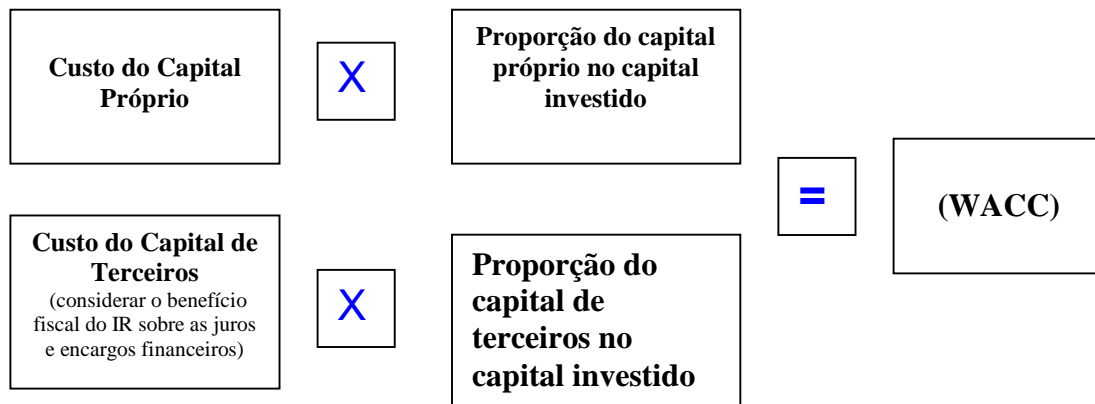 Custo do Capital
Próprio
X
Proporção do capital
próprio no capital
investido
Custo do Capital de
Terceiros
(considerar o benefício
fiscal do IR sobre as juros
e encargos financeiros)
X
Proporção do
capital de
terceiros no
capital investido
=
(WACC)